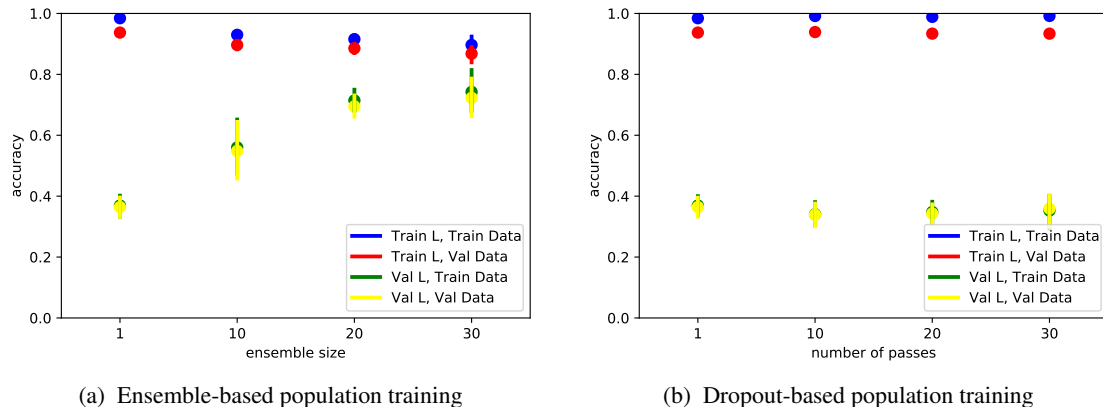 1.0
0.8
0.6
0.4
0.2
0.0
accuracy
1 10 20 30
ensemble size
Train L, Train Data
Train L, Val Data
Val L, Train Data
Val L, Val Data
(a) Ensemble-based population training
1.0
0.8
0.6
0.4
0.2
0.0
accuracy
1 10 20 30
number of passes
Train L, Train Data
Train L, Val Data
Val L, Train Data
Val L, Val Data
(b) Dropout-based population training